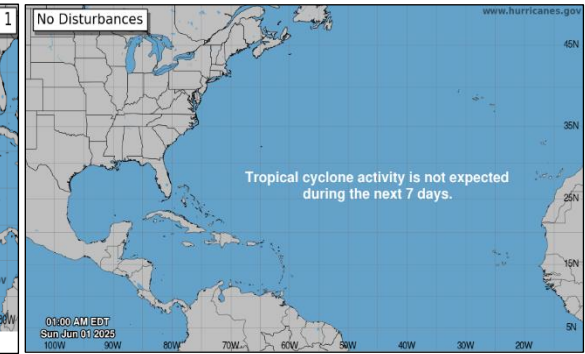 1
No Disturbances
www.hurricanes.gov
45N
35N
Tropical cyclone activity is not expected
during the next 7 days.
25N
15N
5N
01:00 AM EDT
Sun Jun 01 2025
100W 90W 80W 70W 60W 50W 40W 30W 20W